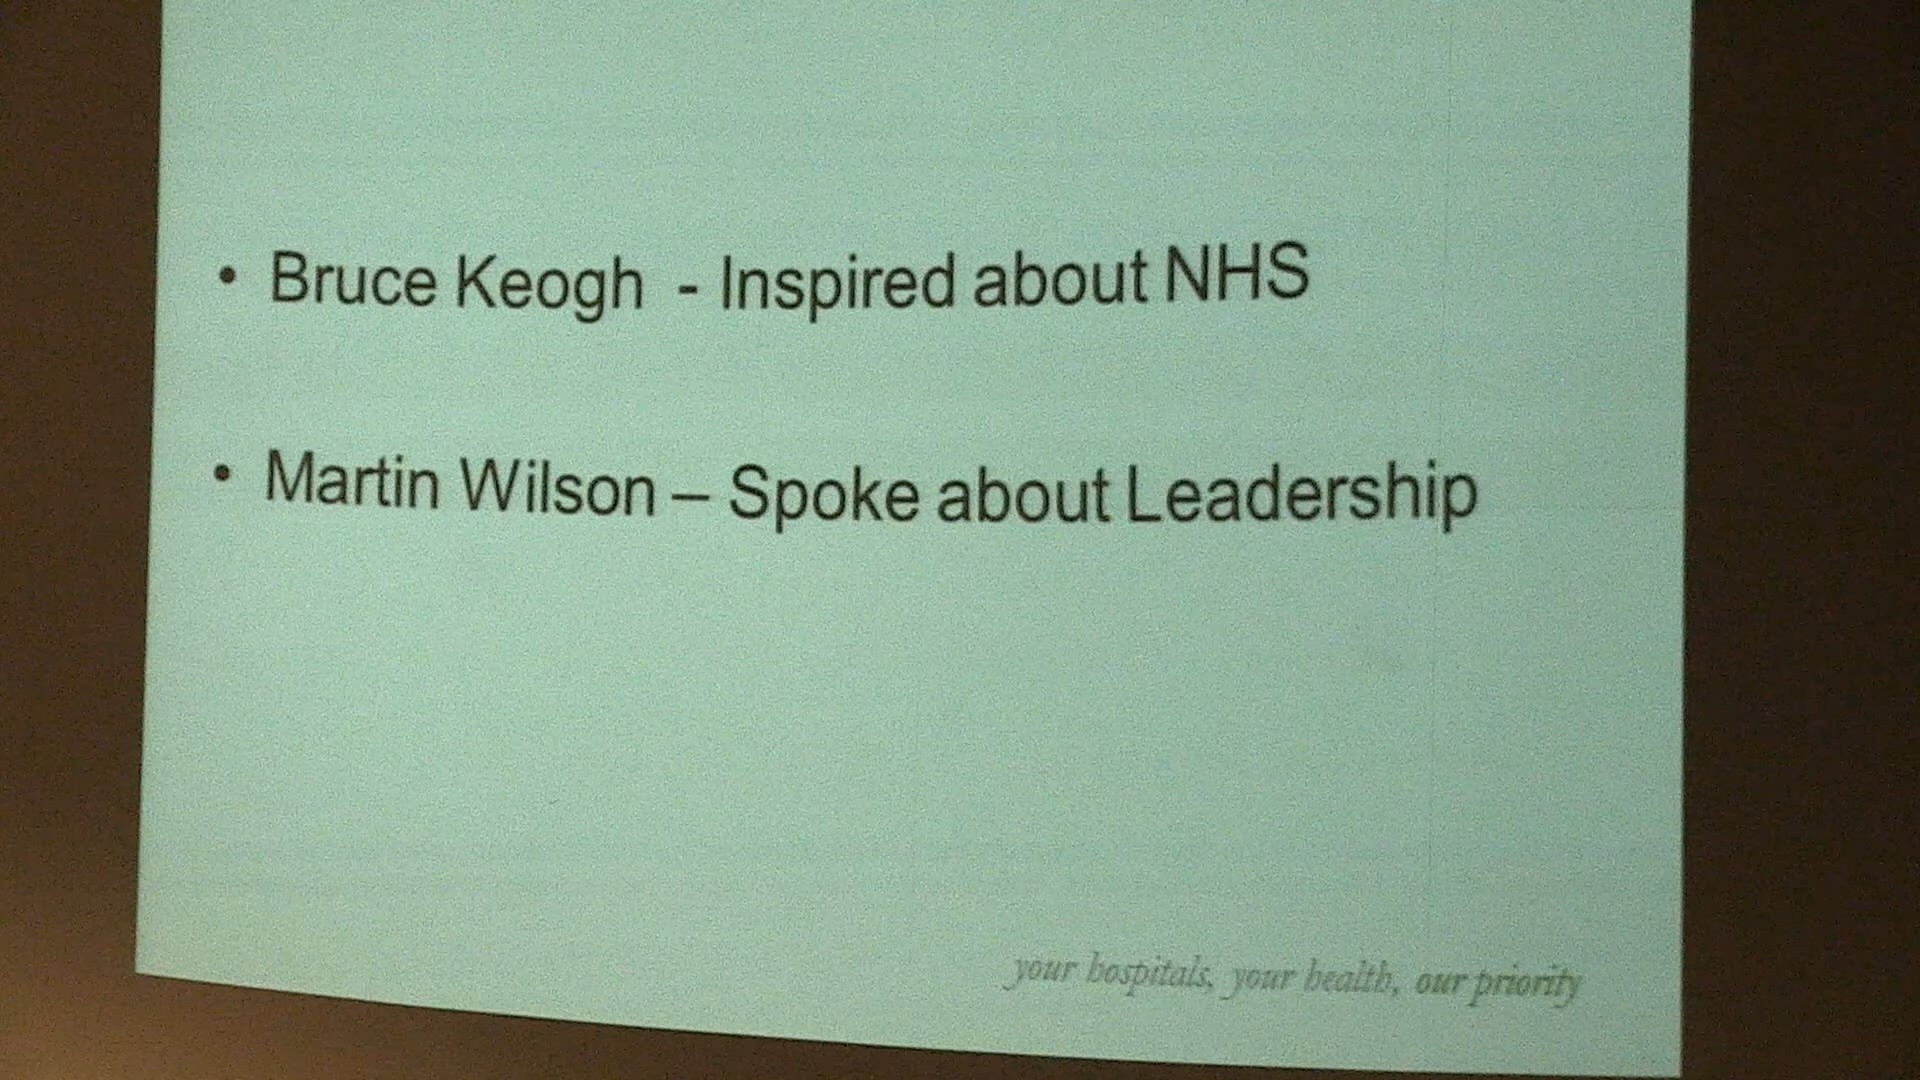 • Bruce Keogh  - Inspired about NHS
• Martin Wilson – Spoke about Leadership
your hospitals, your health, our priority